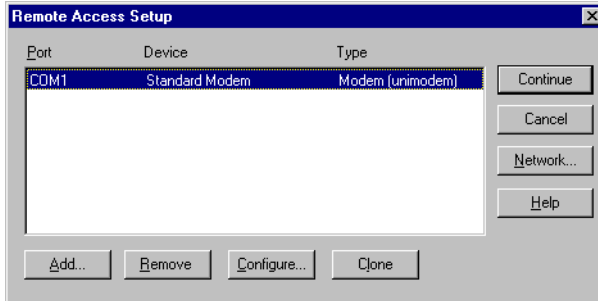 Remote Access Setup
Port Device Type
COM1 Standard Modem Modem (unimodem)
Continue
Cancel
Network...
Help
Add... Remove Configure... Clone